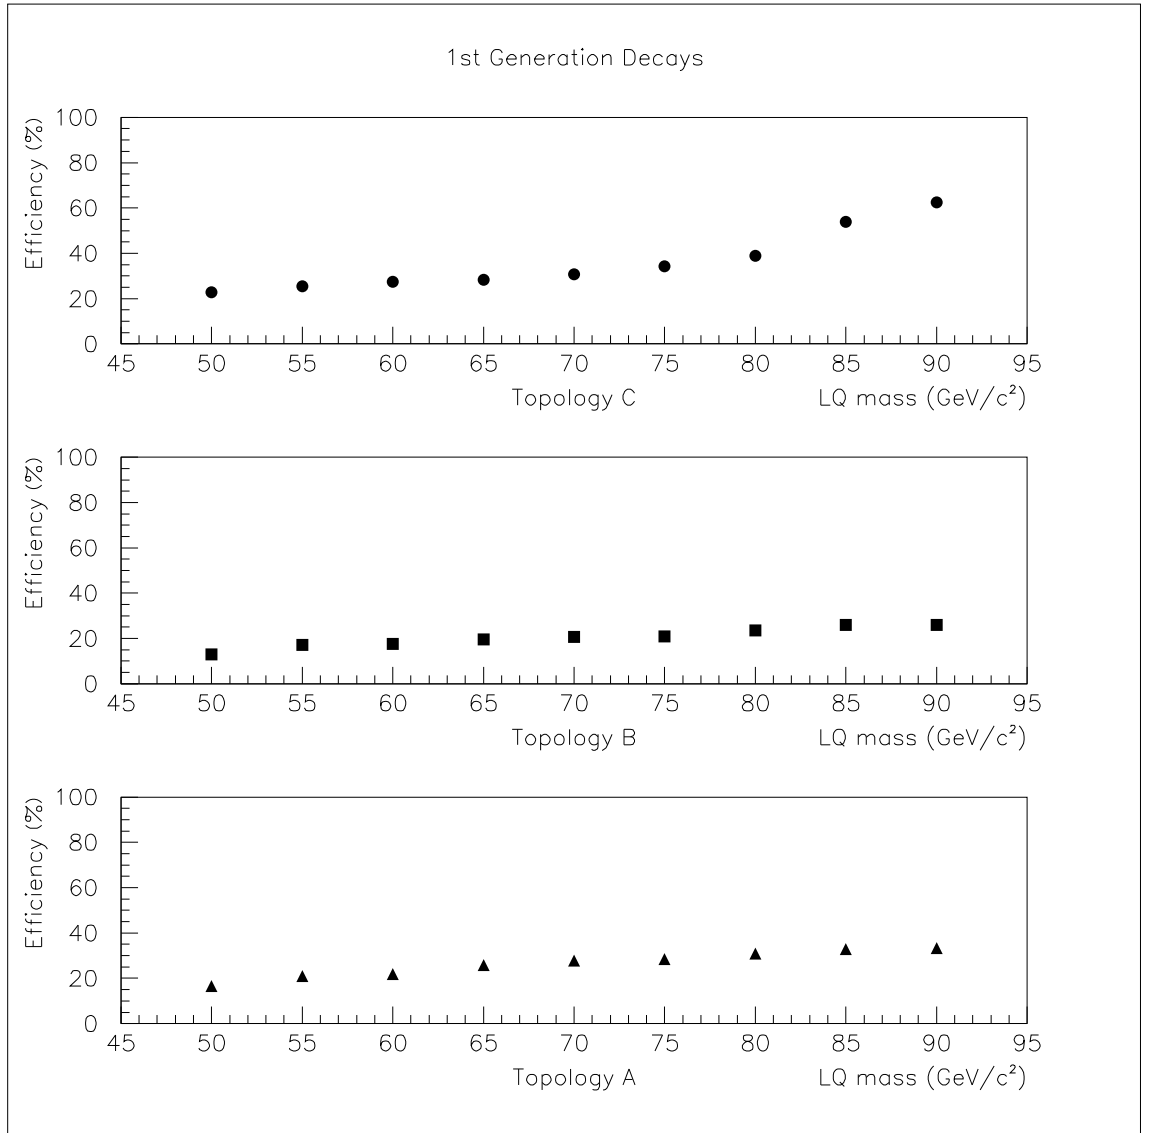 1st Generation Decays
Efficiency (%)
100
80
60
40
20
0
45 50 55 60 65 70 75 80 85 90 95
Topology C LQ mass (GeV/c²)
Efficiency (%)
100
80
60
40
20
0
45 50 55 60 65 70 75 80 85 90 95
Topology B LQ mass (GeV/c²)
Efficiency (%)
100
80
60
40
20
0
45 50 55 60 65 70 75 80 85 90 95
Topology A LQ mass (GeV/c²)